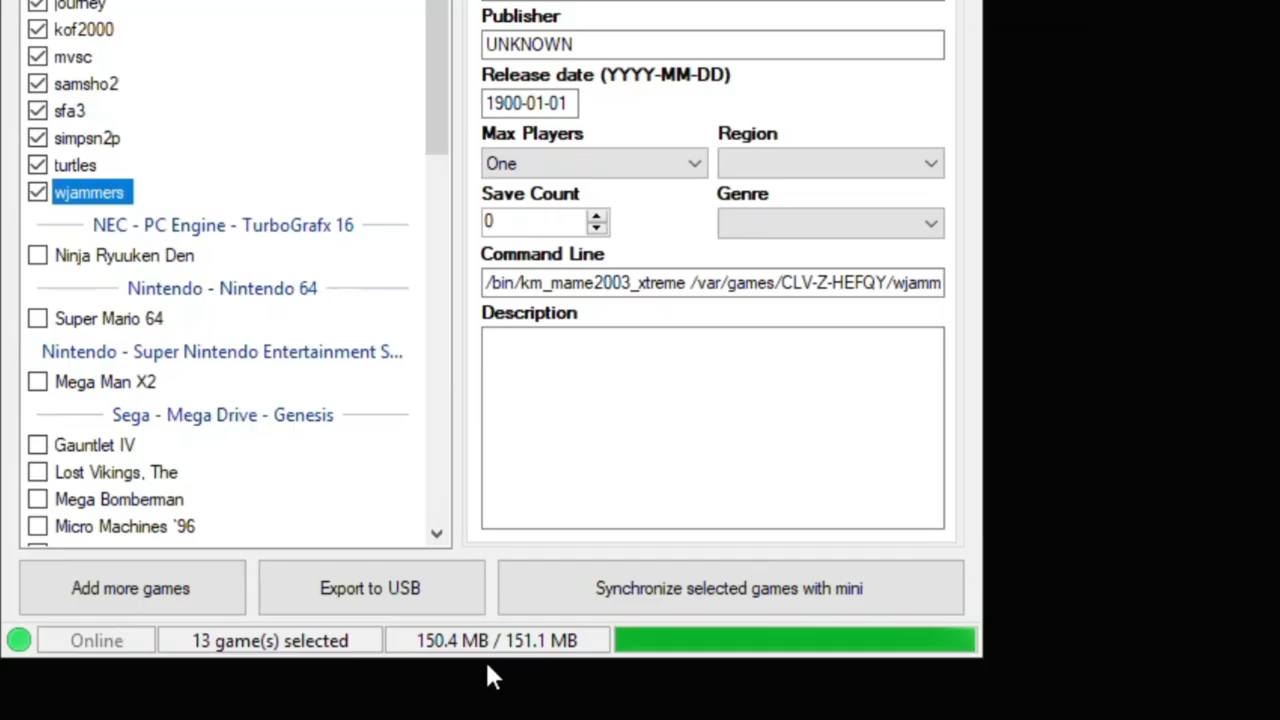 journey
kof2000
mvsc
samsho2
sfa3
simpsn2p
turtles
wjammers
NEC - PC Engine - TurboGrafx 16
Ninja Ryuuken Den
Nintendo - Nintendo 64
Super Mario 64
Nintendo - Super Nintendo Entertainment S...
Mega Man X2
Sega - Mega Drive - Genesis
Gauntlet IV
Lost Vikings, The
Mega Bomberman
Micro Machines '96
Publisher
UNKNOWN
Release date (YYYY-MM-DD)
1900-01-01
Max Players
Region
One
Save Count
Genre
0
Command Line
/bin/km_mame2003_xtreme /var/games/CLV-Z-HEFQY/wjamm
Description
Add more games
Export to USB
Synchronize selected games with mini
Online
13 game(s) selected
150.4 MB / 151.1 MB